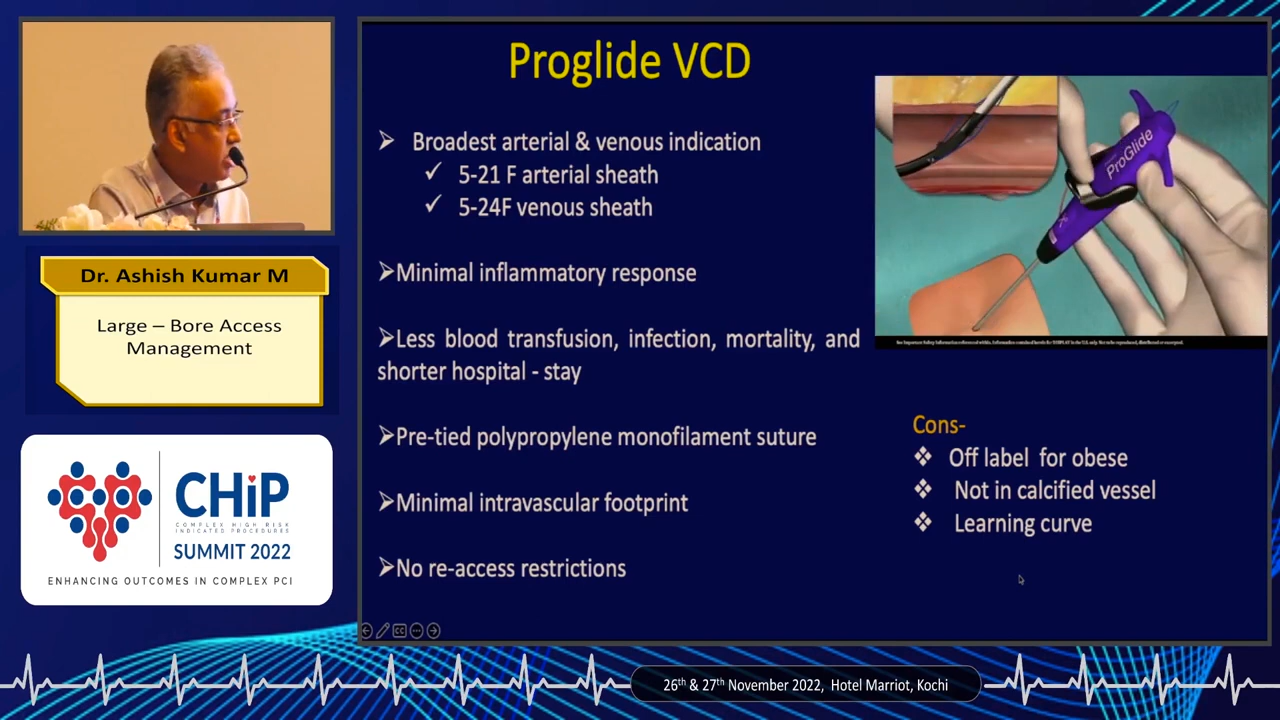 Proglide VCD
➤ Broadest arterial & venous indication
✓ 5-21 F arterial sheath
✓ 5-24F venous sheath
➤Minimal inflammatory response
➤Less blood transfusion, infection, mortality, and
shorter hospital - stay
➤Pre-tied polypropylene monofilament suture
➤Minimal intravascular footprint
➤No re-access restrictions
ProGlide
Cons-
❖ Off label for obese
❖ Not in calcified vessel
❖ Learning curve
Dr. Ashish Kumar M
Large – Bore Access
Management
CHiP
COMPLEX HIGH RISK
INDICATED PROCEDURES
SUMMIT 2022
ENHANCING OUTCOMES IN COMPLEX PCI
26th & 27th November 2022, Hotel Marriot, Kochi